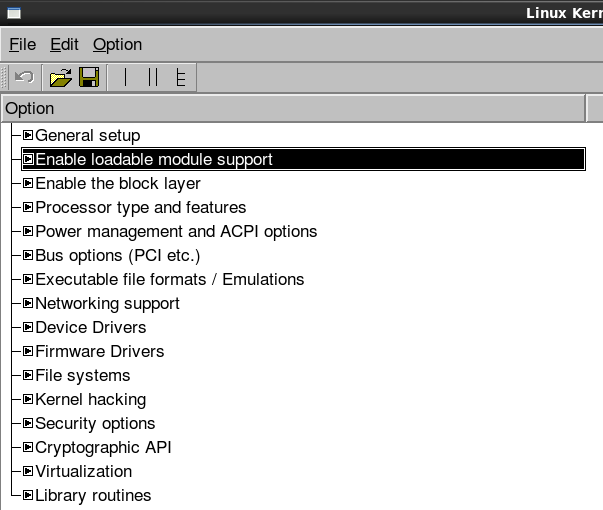 Linux Kern
File Edit Option
Option
General setup
Enable loadable module support
Enable the block layer
Processor type and features
Power management and ACPI options
Bus options (PCI etc.)
Executable file formats / Emulations
Networking support
Device Drivers
Firmware Drivers
File systems
Kernel hacking
Security options
Cryptographic API
Virtualization
Library routines